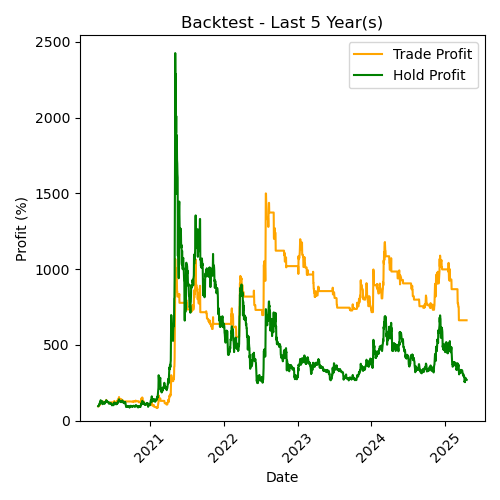 Backtest - Last 5 Year(s)
Trade Profit
Hold Profit
Profit (%)
2500
2000
1500
1000
500
0
2021
2022
2023
2024
2025
Date